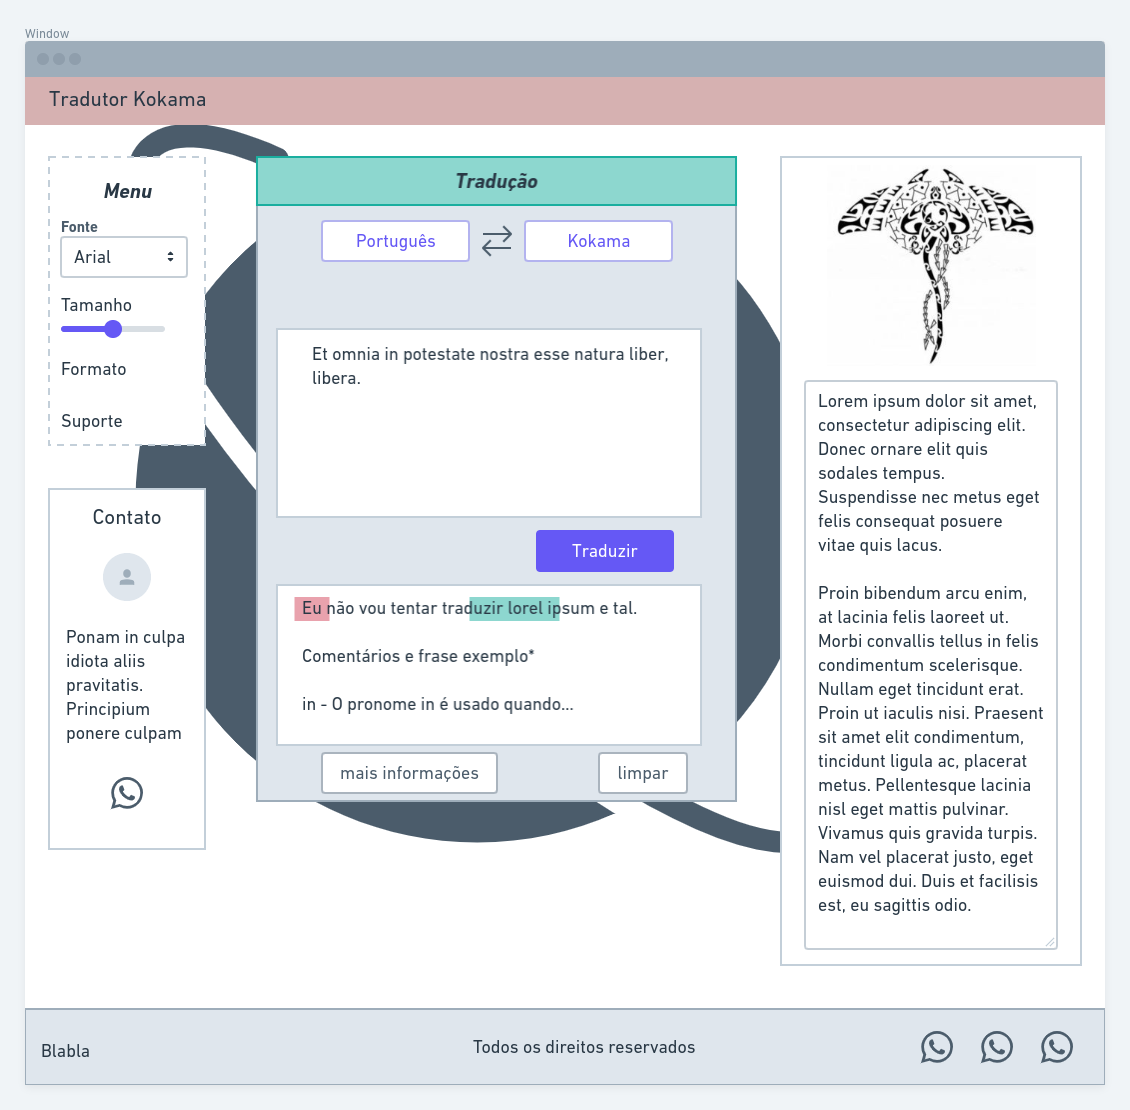 Window
Tradutor Kokama
Menu
Fonte
Arial
Tamanho
Formato
Suporte
Contato
Ponam in culpa
idiota aliis
pravitatis.
Principium
ponere culpam
Tradução
Português
Kokama
Et omnia in potestate nostra esse natura liber,
libera.
Traduzir
Eu não vou tentar traduzir lorel ipsum e tal.
Comentários e frase exemplo*
in - O pronome in é usado quando...
mais informações
limpar
Lorem ipsum dolor sit amet,
consectetur adipiscing elit.
Donec ornare elit quis
sodales tempus.
Suspendisse nec metus eget
felis consequat posuere
vitae quis lacus.
Proin bibendum arcu enim,
at lacinia felis laoreet ut.
Morbi convallis tellus in felis
condimentum scelerisque.
Nullam eget tincidunt erat.
Proin ut iaculis nisi. Praesent
sit amet elit condimentum,
tincidunt ligula ac, placerat
metus. Pellentesque lacinia
nisl eget mattis pulvinar.
Vivamus quis gravida turpis.
Nam vel placerat justo, eget
euismod dui. Duis et facilisis
est, eu sagittis odio.
Blabla
Todos os direitos reservados